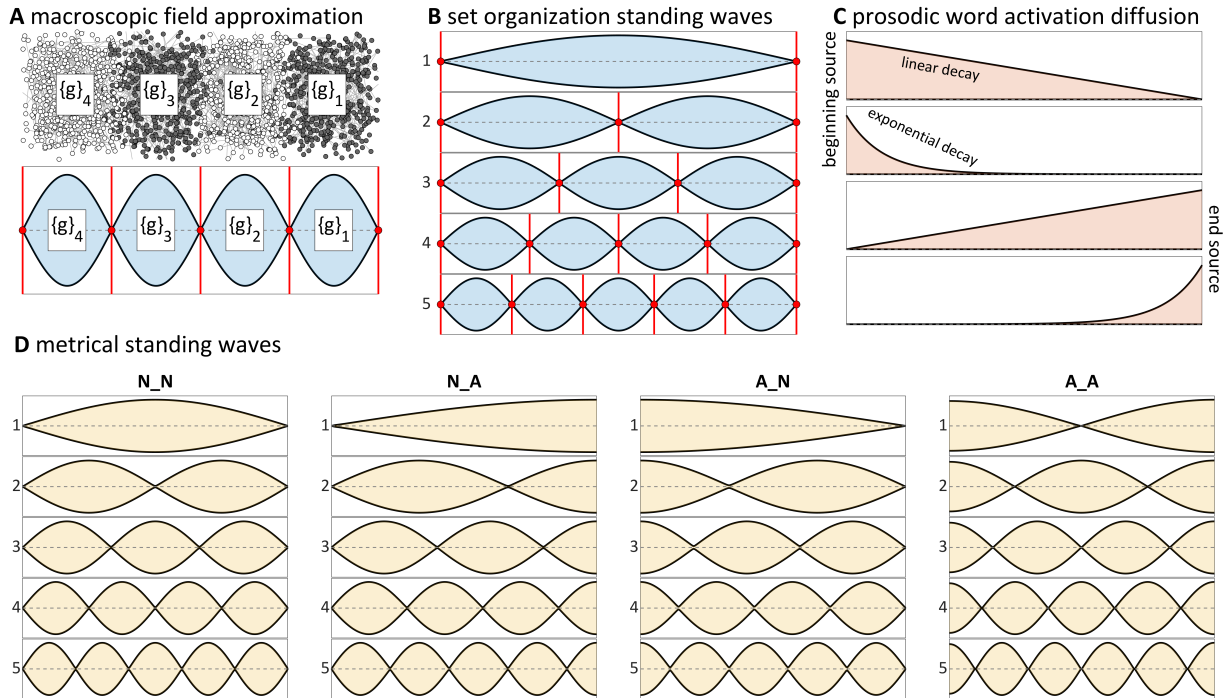 A macroscopic field approximation
{g}4 {g}3 {g}2 {g}1
{g}4 {g}3 {g}2 {g}1
B set organization standing waves
1
2
3
4
5
C prosodic word activation diffusion
beginning source
linear decay
exponential decay
end source
D metrical standing waves
N_N
1
2
3
4
5
N_A
1
2
3
4
5
A_N
1
2
3
4
5
A_A
1
2
3
4
5